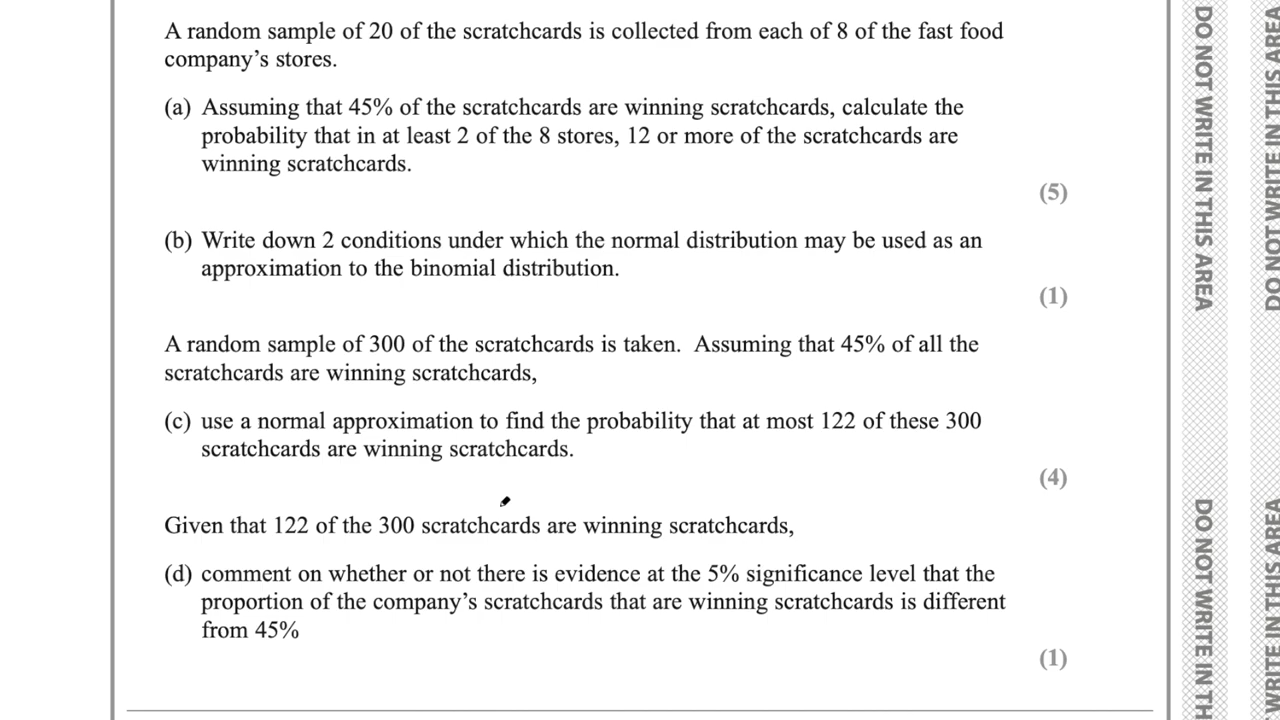 A random sample of 20 of the scratchcards is collected from each of 8 of the fast food
company’s stores.
(a) Assuming that 45% of the scratchcards are winning scratchcards, calculate the
probability that in at least 2 of the 8 stores, 12 or more of the scratchcards are
winning scratchcards.
(5)
(b) Write down 2 conditions under which the normal distribution may be used as an
approximation to the binomial distribution.
(1)
A random sample of 300 of the scratchcards is taken. Assuming that 45% of all the
scratchcards are winning scratchcards,
(c) use a normal approximation to find the probability that at most 122 of these 300
scratchcards are winning scratchcards.
(4)
Given that 122 of the 300 scratchcards are winning scratchcards,
(d) comment on whether or not there is evidence at the 5% significance level that the
proportion of the company’s scratchcards that are winning scratchcards is different
from 45%
(1)
DO NOT WRITE IN THIS AREA
DO NOT WRITE IN TH
DO NOT WRITE IN THIS AREA
WRITE IN THIS AREA